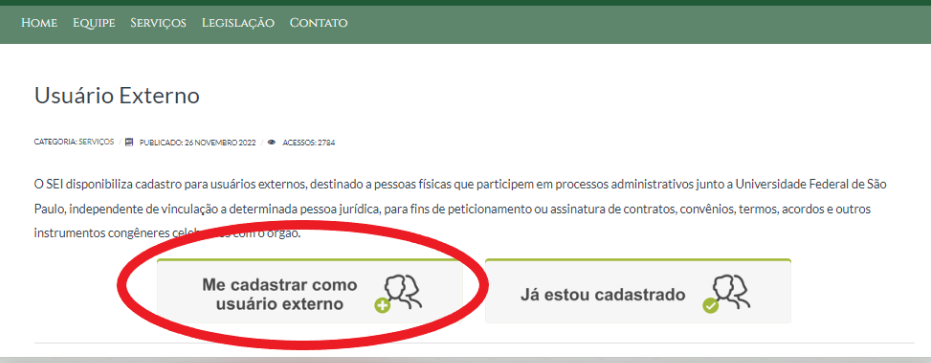 Home Equipe Serviços Legislação Contato
Usuário Externo
CATEGORIA: SERVIÇOS / PUBLICADO: 26 NOVEMBRO 2022 / ACESSOS: 2784
O SEI disponibiliza cadastro para usuários externos, destinado a pessoas físicas que participem em processos administrativos junto a Universidade Federal de São
Paulo, independente de vinculação a determinada pessoa jurídica, para fins de peticionamento ou assinatura de contratos, convênios, termos, acordos e outros
instrumentos congêneres com o órgão.
Me cadastrar como
usuário externo
Já estou cadastrado